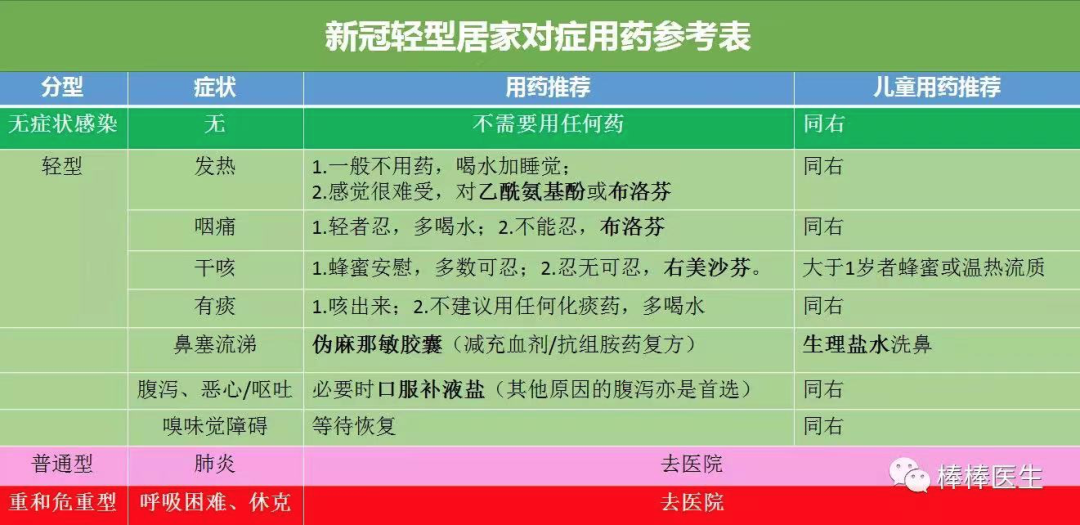 新冠轻型居家对症用药参考表
分型 症状 用药推荐 儿童用药推荐
无症状感染 无 不需要用任何药 同右
轻型 发热 1.一般不用药，喝水加睡觉； 同右
2.感觉很难受，对乙酰氨基酚或布洛芬
咽痛 1.轻者忍，多喝水；2.不能忍，布洛芬 同右
干咳 1.蜂蜜安慰，多数可忍；2.忍无可忍，右美沙芬。 大于1岁者蜂蜜或温热流质
有痰 1.咳出来；2.不建议用任何化痰药，多喝水 同右
鼻塞流涕 伪麻那敏胶囊（减充血剂/抗组胺药复方） 生理盐水洗鼻
腹泻、恶心/呕吐 必要时口服补液盐（其他原因的腹泻亦是首选） 同右
嗅味觉障碍 等待恢复 同右
普通型 肺炎 去医院
重和危重型 呼吸困难、休克 去医院
棒棒医生